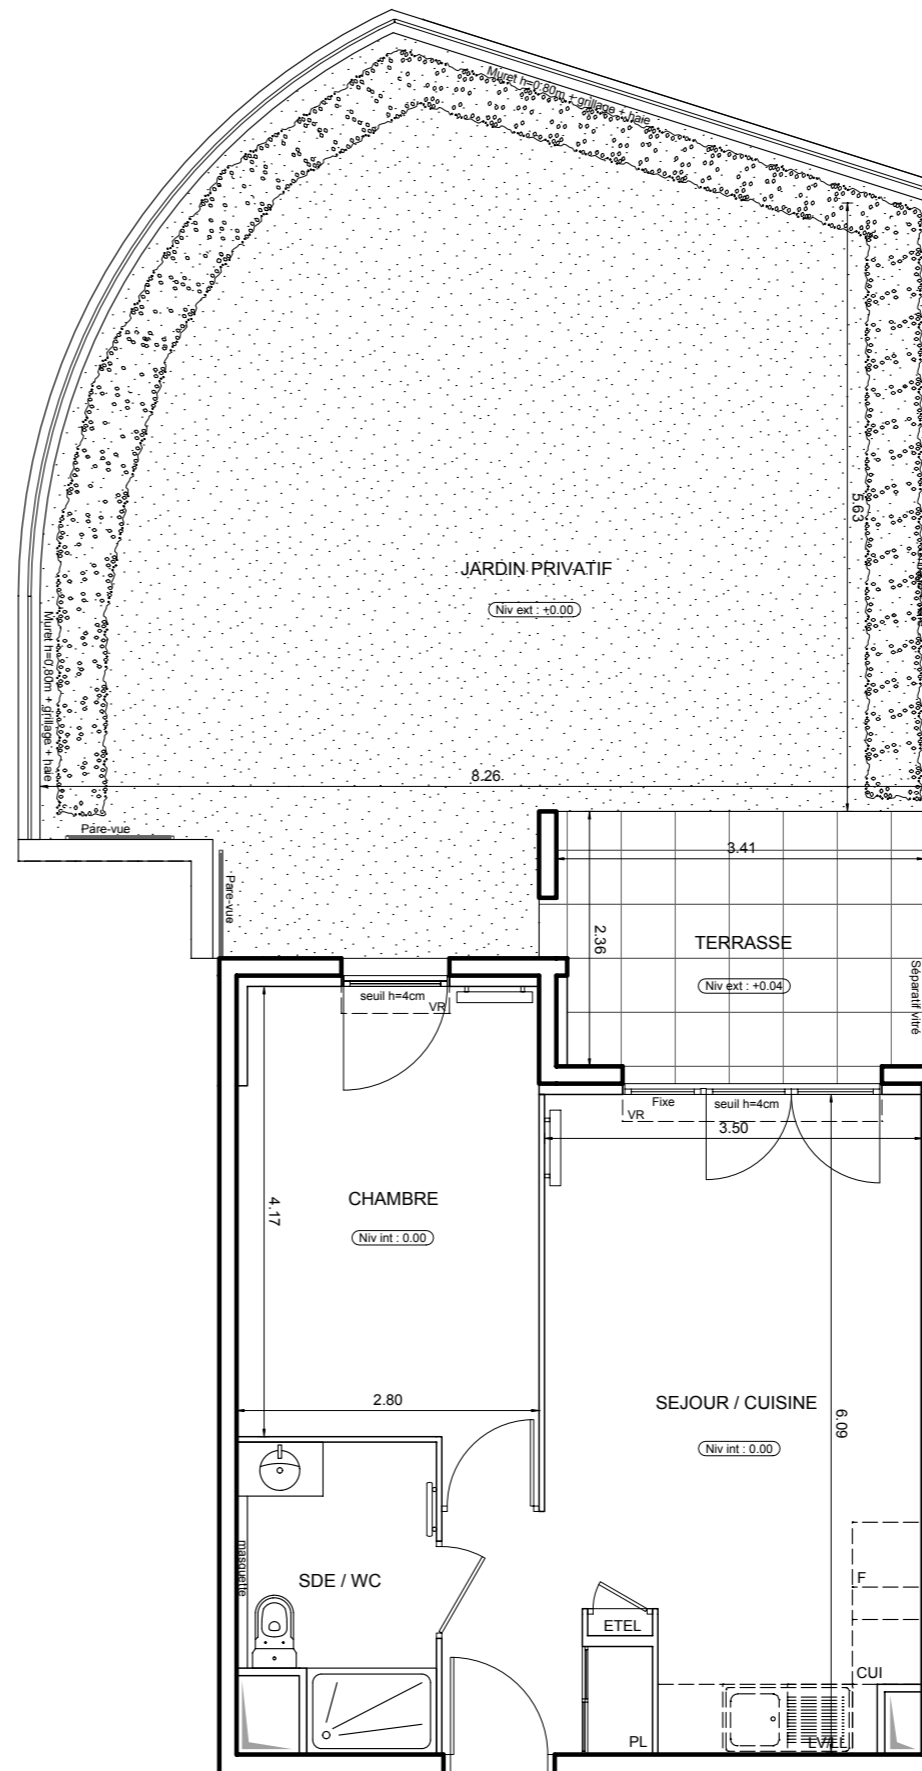 Muret h=0.80m + grillage + haie
5.63
JARDIN PRIVATIF
Niv ext : +0.00
Muret h=0,80m + grillage + haie
8.26
Pare-vue
Pare-vue
3.41
2.36
TERRASSE
Niv ext : +0.04
Séparatif vitré
seuil h=4cm
VR
Fixe
seuil h=4cm
VR
3.50
4.17
CHAMBRE
Niv int : 0.00
2.80
SEJOUR / CUISINE
6.09
Niv int : 0.00
masquette
SDE / WC
F
ETEL
CUI
PL
LV/LL